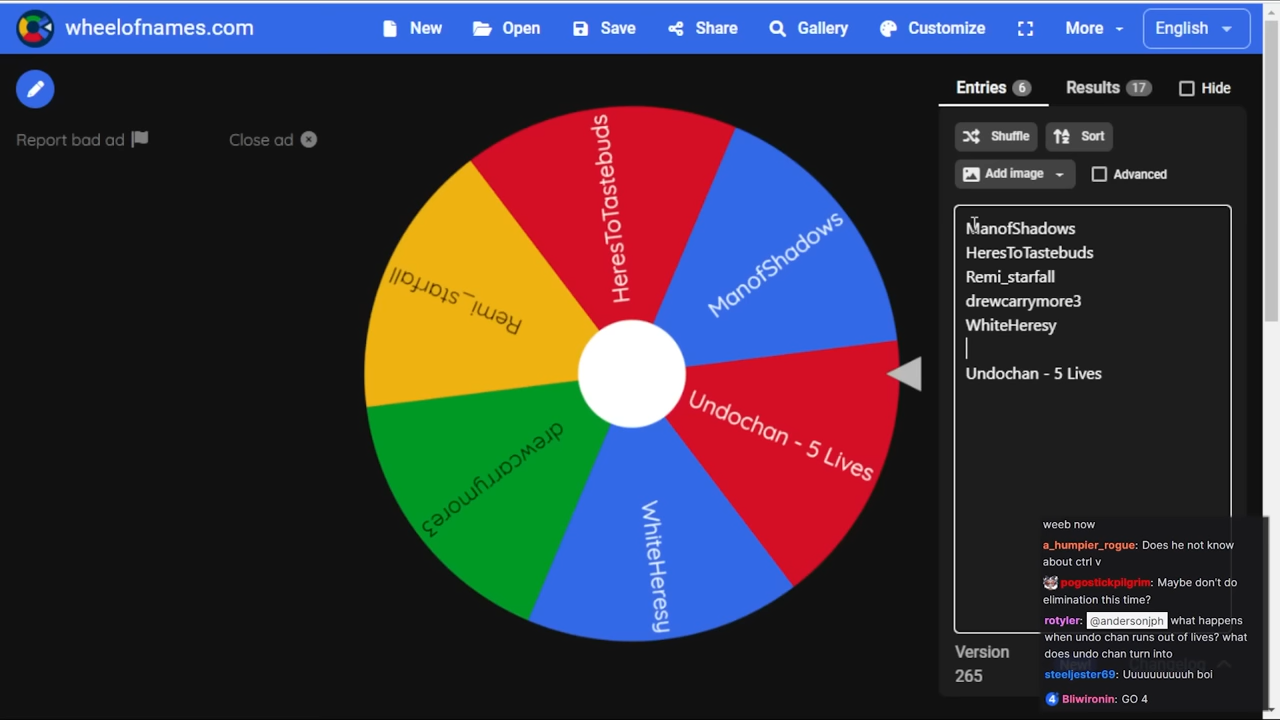 wheelofnames.com
New
Open
Save
Share
Gallery
Customize
More
English
Report bad ad
Close ad
Entries 6
Results 17
Hide
Shuffle
Sort
Add image
Advanced
ManofShadows
HeresToTastebuds
Remi_starfall
drewcarrymore3
WhiteHeresy
Undochan - 5 Lives
HeresToTastebuds
ManofShadows
Undochan - 5 Lives
WhiteHeresy
drewcarrymore3
Remi_starfall
Version
265
weeb now
a_humpier_rogue: Does he not know
about ctrl v
pogostickpilgrim: Maybe don't do
elimination this time?
rotyler: @andersonjph what happens
when undo chan runs out of lives? what
does undo chan turn into
steeljester69: Uuuuuuuuuh boi
4 Bliwironin: GO 4